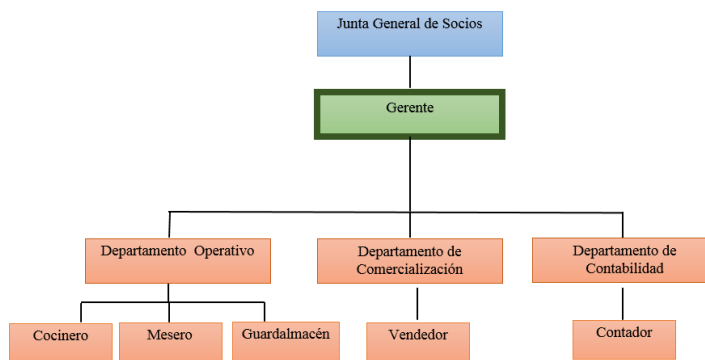 Junta General de Socios
Gerente
Departamento Operativo
Departamento de
Comercialización
Departamento de
Contabilidad
Cocinero
Mesero
Guardalmacén
Vendedor
Contador